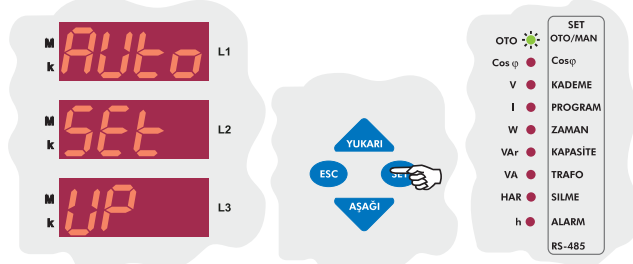 M
k
AUto
L1
M
k
SEt
L2
M
k
UP
L3
YUKARI
ESC
SET
AŞAĞI
SET
OTO OTO/MAN
Cos φ Cosφ
V KADEME
I PROGRAM
W ZAMAN
VAr KAPASİTE
VA TRAFO
HAR SILME
h ALARM
RS-485